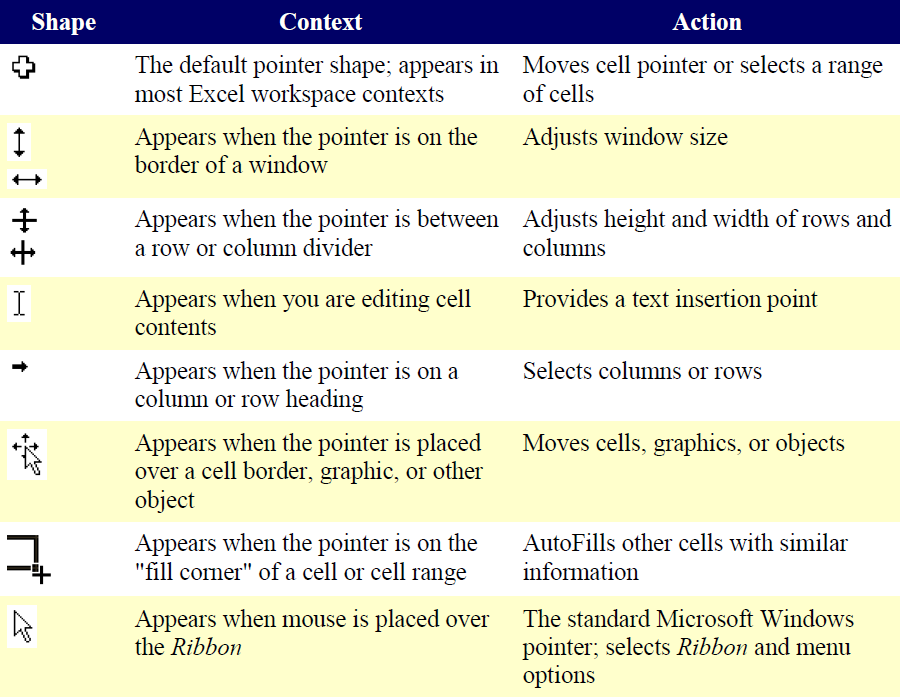 Shape Context Action
The default pointer shape; appears in
most Excel workspace contexts
Moves cell pointer or selects a range
of cells
Appears when the pointer is on the
border of a window
Adjusts window size
Appears when the pointer is between
a row or column divider
Adjusts height and width of rows and
columns
Appears when you are editing cell
contents
Provides a text insertion point
Appears when the pointer is on a
column or row heading
Selects columns or rows
Appears when the pointer is placed
over a cell border, graphic, or other
object
Moves cells, graphics, or objects
Appears when the pointer is on the
"fill corner" of a cell or cell range
AutoFills other cells with similar
information
Appears when mouse is placed over
the Ribbon
The standard Microsoft Windows
pointer; selects Ribbon and menu
options